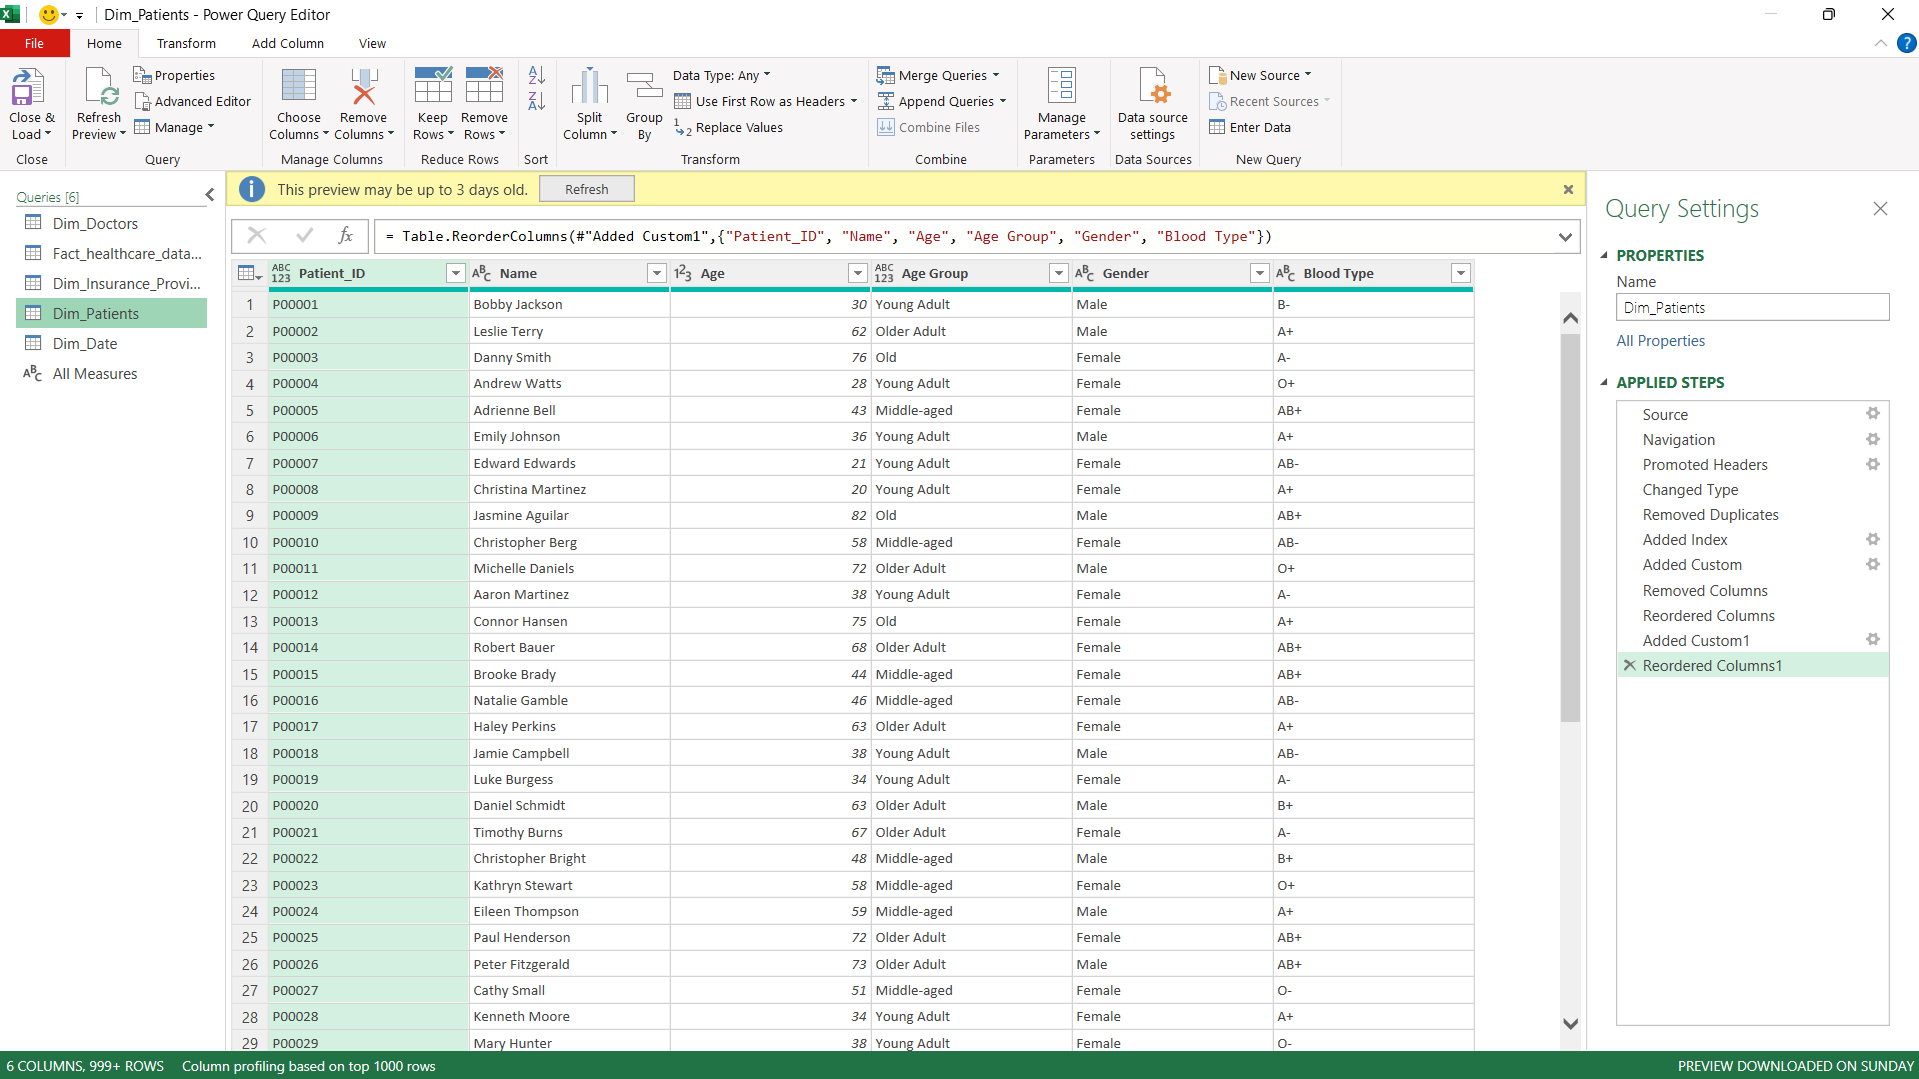 Dim_Patients - Power Query Editor
File Home Transform Add Column View
Close & Load
Close
Refresh Preview
Properties
Advanced Editor
Manage
Query
Choose Columns
Remove Columns
Manage Columns
Keep Rows
Remove Rows
Reduce Rows
Sort
Split Column
Group By
Data Type: Any
Use First Row as Headers
Replace Values
Transform
Merge Queries
Append Queries
Combine Files
Combine
Manage Parameters
Parameters
Data source settings
Data Sources
New Source
Recent Sources
Enter Data
New Query
Queries [6]
Dim_Doctors
Fact_healthcare_data...
Dim_Insurance_Provi...
Dim_Patients
Dim_Date
All Measures
This preview may be up to 3 days old. Refresh
= Table.ReorderColumns(#"Added Custom1",{"Patient_ID", "Name", "Age", "Age Group", "Gender", "Blood Type"})
Patient_ID Name Age Age Group Gender Blood Type
1 P00001 Bobby Jackson 30 Young Adult Male B-
2 P00002 Leslie Terry 62 Older Adult Male A+
3 P00003 Danny Smith 76 Old Female A-
4 P00004 Andrew Watts 28 Young Adult Female O+
5 P00005 Adrienne Bell 43 Middle-aged Female AB+
6 P00006 Emily Johnson 36 Young Adult Male A+
7 P00007 Edward Edwards 21 Young Adult Female AB-
8 P00008 Christina Martinez 20 Young Adult Female A+
9 P00009 Jasmine Aguilar 82 Old Male AB+
10 P00010 Christopher Berg 58 Middle-aged Female AB-
11 P00011 Michelle Daniels 72 Older Adult Male O+
12 P00012 Aaron Martinez 38 Young Adult Female A-
13 P00013 Connor Hansen 75 Old Female A+
14 P00014 Robert Bauer 68 Older Adult Female AB+
15 P00015 Brooke Brady 44 Middle-aged Female AB+
16 P00016 Natalie Gamble 46 Middle-aged Female AB-
17 P00017 Haley Perkins 63 Older Adult Female A+
18 P00018 Jamie Campbell 38 Young Adult Male AB-
19 P00019 Luke Burgess 34 Young Adult Female A-
20 P00020 Daniel Schmidt 63 Older Adult Male B+
21 P00021 Timothy Burns 67 Older Adult Female A-
22 P00022 Christopher Bright 48 Middle-aged Male B+
23 P00023 Kathryn Stewart 58 Middle-aged Female O+
24 P00024 Eileen Thompson 59 Middle-aged Male A+
25 P00025 Paul Henderson 72 Older Adult Female AB+
26 P00026 Peter Fitzgerald 73 Older Adult Male AB+
27 P00027 Cathy Small 51 Middle-aged Female O-
28 P00028 Kenneth Moore 34 Young Adult Female A+
29 P00029 Mary Hunter 38 Young Adult Female O-
Query Settings
PROPERTIES
Name
Dim_Patients
All Properties
APPLIED STEPS
Source
Navigation
Promoted Headers
Changed Type
Removed Duplicates
Added Index
Added Custom
Removed Columns
Reordered Columns
Added Custom1
Reordered Columns1
6 COLUMNS, 999+ ROWS Column profiling based on top 1000 rows PREVIEW DOWNLOADED ON SUNDAY